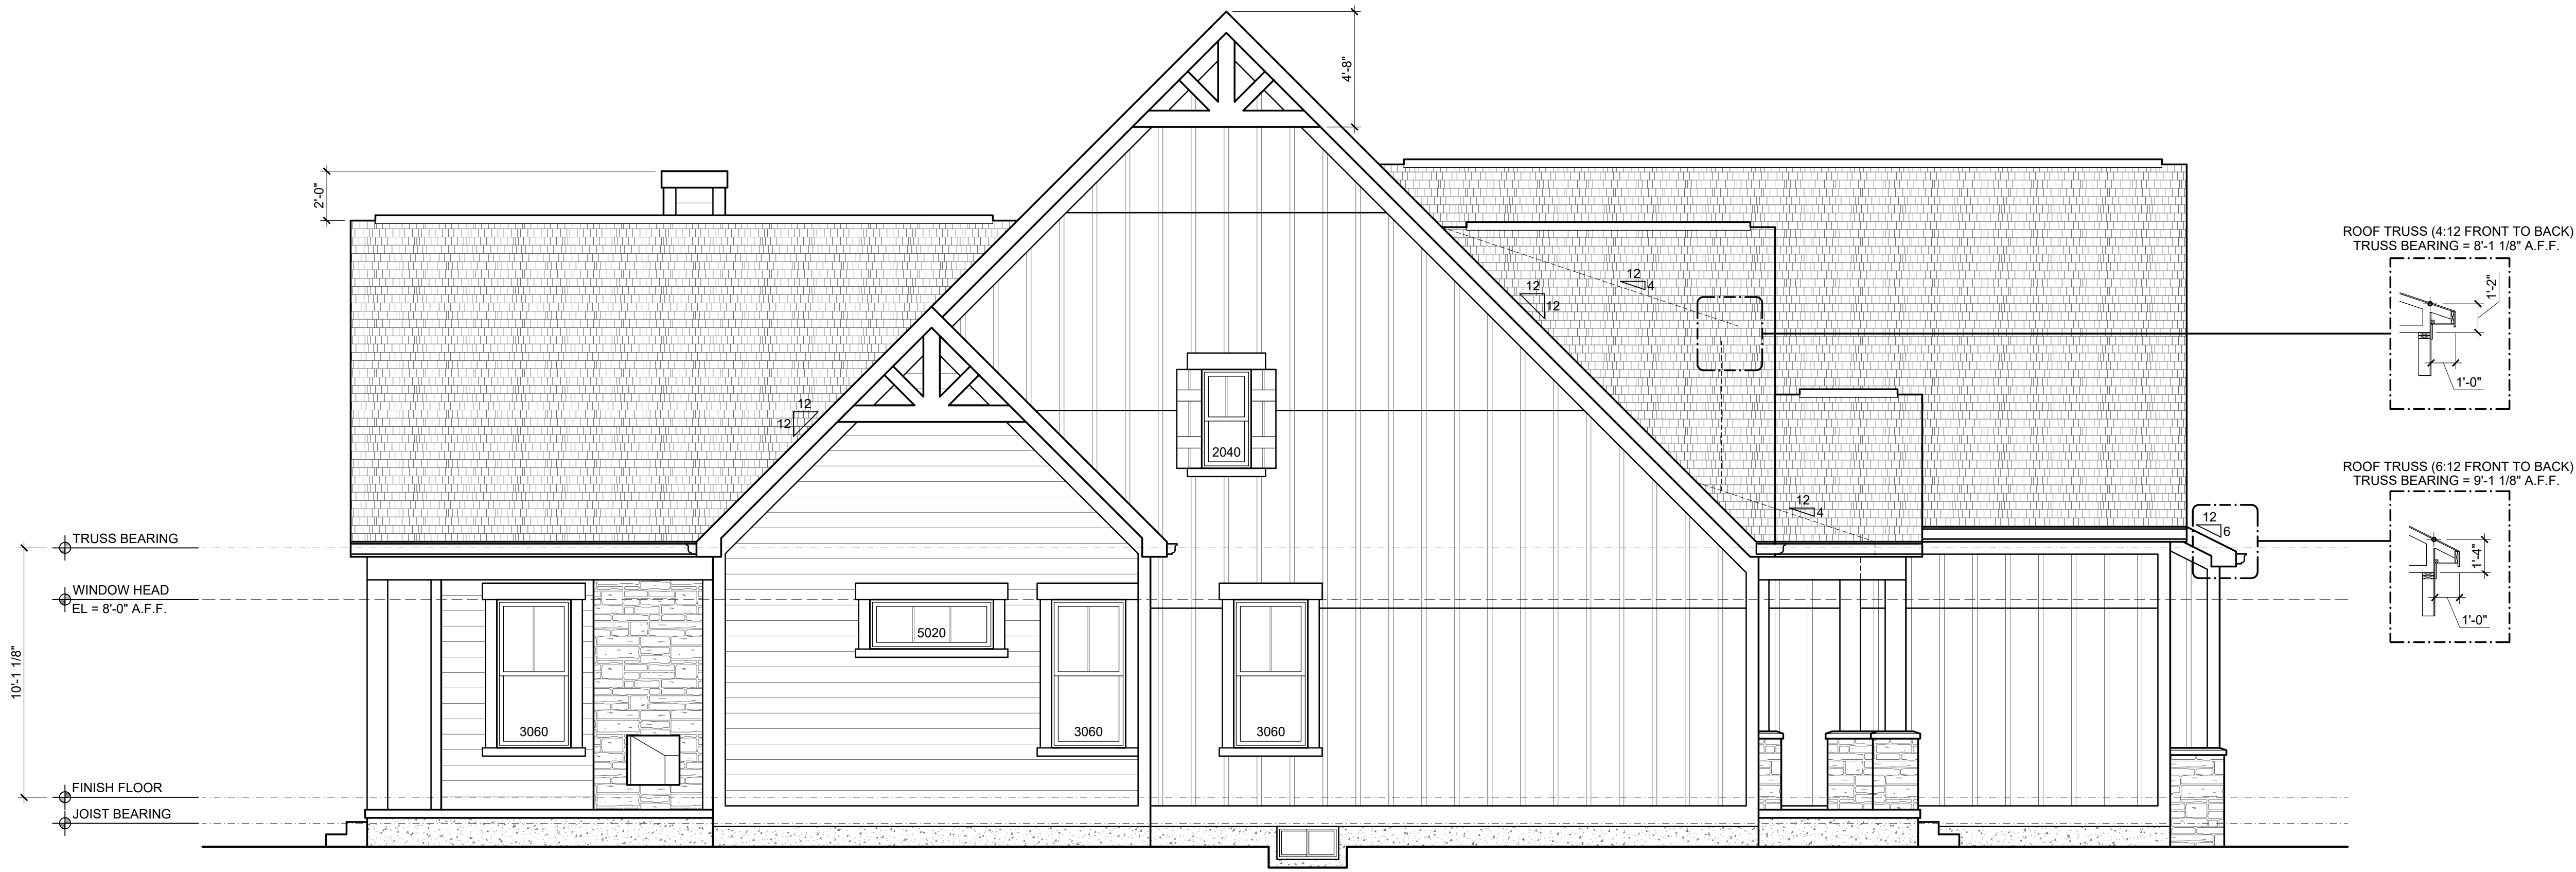 4'-8"
2'-0"
ROOF TRUSS (4:12 FRONT TO BACK)
TRUSS BEARING = 8'-1 1/8" A.F.F.
1'-2"
1'-0"
12
4
12
12
12
12
2040
ROOF TRUSS (6:12 FRONT TO BACK)
TRUSS BEARING = 9'-1 1/8" A.F.F.
1'-4"
1'-0"
12
4
12
6
TRUSS BEARING
WINDOW HEAD
EL = 8'-0" A.F.F.
10'-1 1/8"
5020
3060
3060
3060
FINISH FLOOR
JOIST BEARING